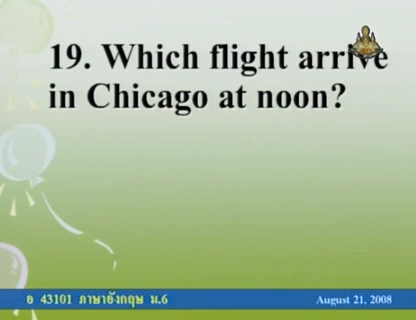 19. Which flight arrive
in Chicago at noon?
อ 43101 ภาษาอังกฤษ ม.6
August 21, 2008